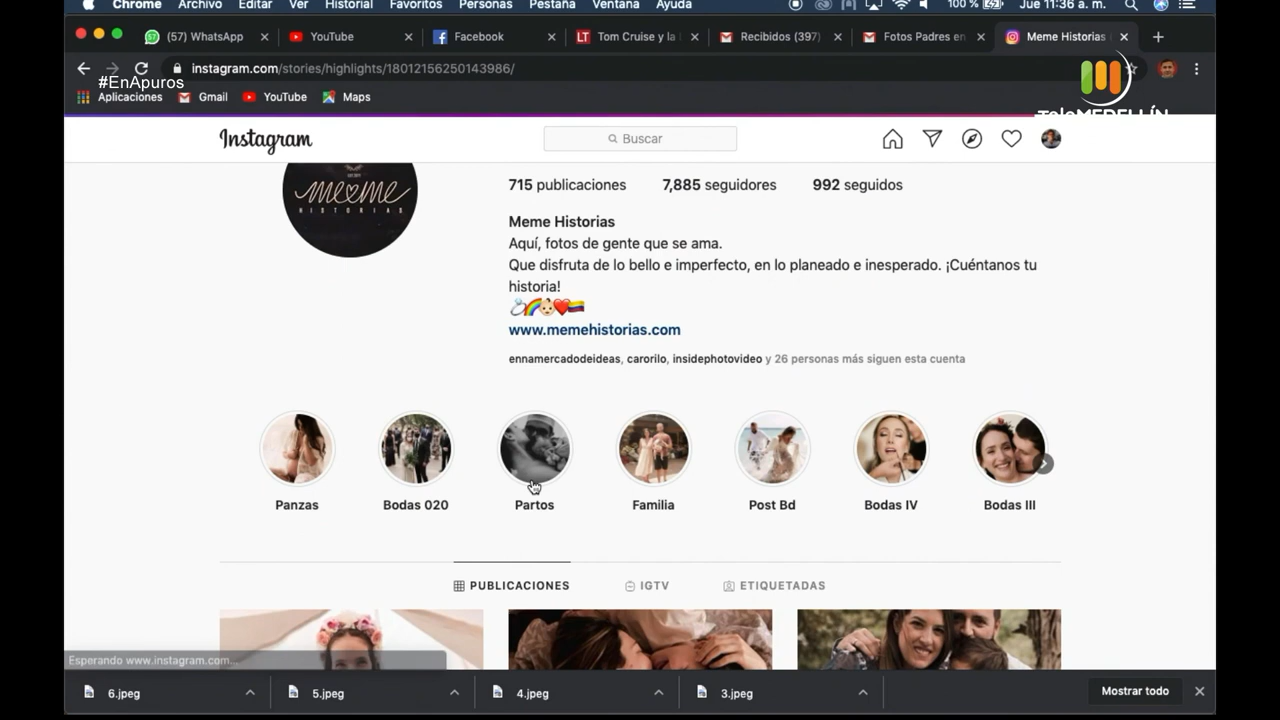 Chrome Archivo Editar Ver Historial Favoritos Personas Pestaña Ventana Ayuda 100 % Jue 11:36 a. m.
(57) WhatsApp YouTube Facebook LT Tom Cruise y la Recibidos (397) Fotos Padres en Meme Historias
instagram.com/stories/highlights/18012156250143986/
#EnApuros
Aplicaciones Gmail YouTube Maps
TeleMEDELLÍN
Instagram Buscar
meme
HISTORIAS
715 publicaciones 7,885 seguidores 992 seguidos
Meme Historias
Aquí, fotos de gente que se ama.
Que disfruta de lo bello e imperfecto, en lo planeado e inesperado. ¡Cuéntanos tu
historia!
💍🌈👶🏻❤️🇨🇴
www.memehistorias.com
ennamercadodeideas, carorilo, insidephotovideo y 26 personas más siguen esta cuenta
Panzas Bodas 020 Partos Familia Post Bd Bodas IV Bodas III
PUBLICACIONES IGTV ETIQUETADAS
Esperando www.instagram.com...
6.jpeg 5.jpeg 4.jpeg 3.jpeg Mostrar todo